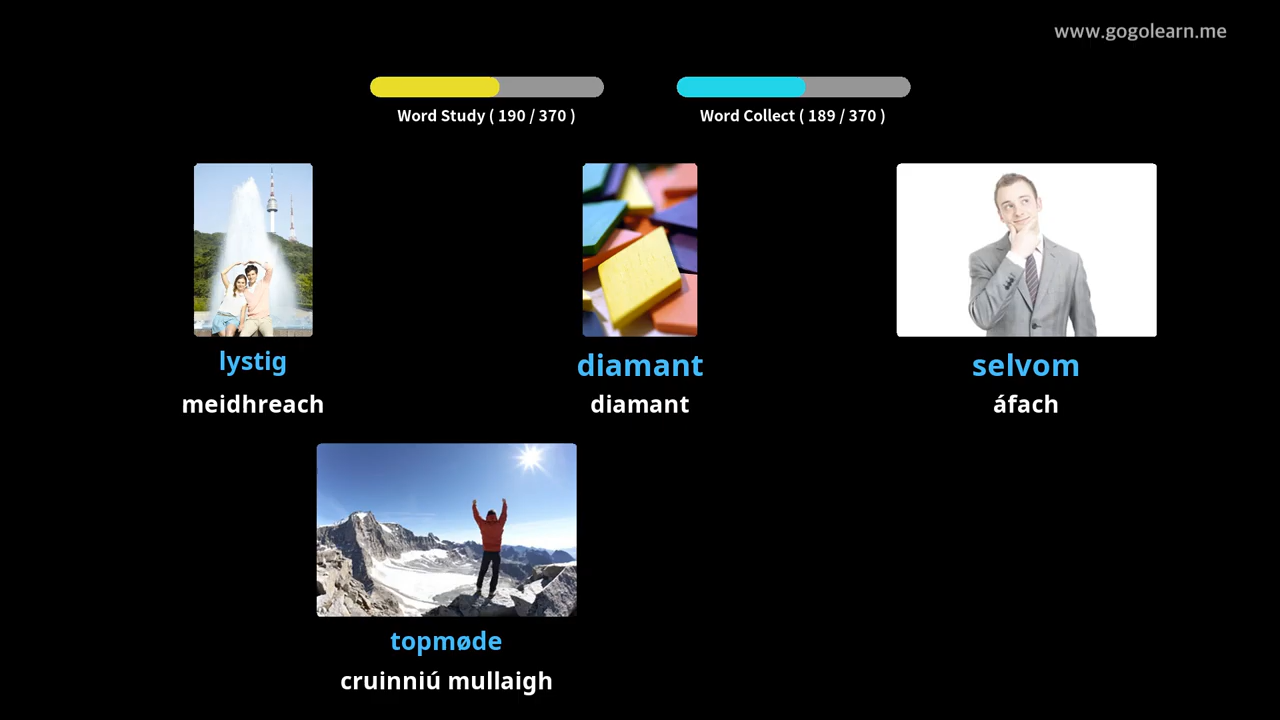 www.gogolearn.me
Word Study ( 190 / 370 )
Word Collect ( 189 / 370 )
lystig
meidhreach
diamant
diamant
selvom
áfach
topmøde
cruinniú mullaigh